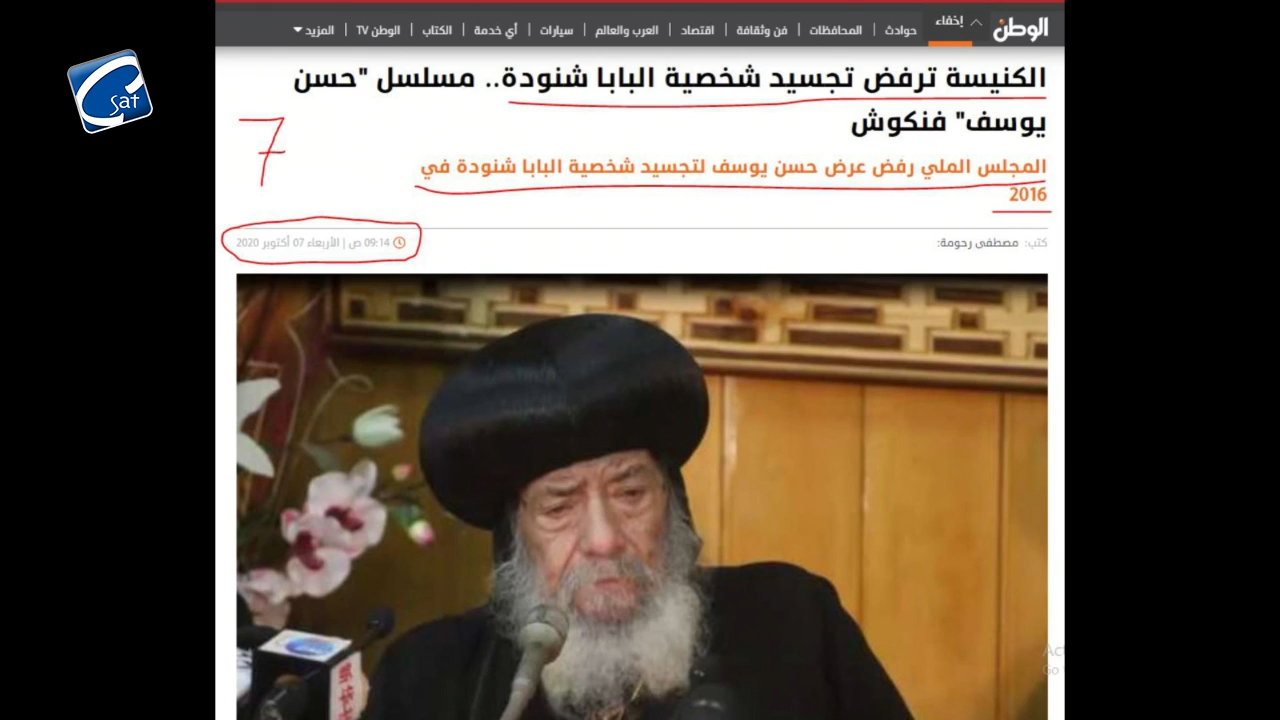 الوطن
إخفاء
حوادث | المحافظات | فن وثقافة | اقتصاد | العرب والعالم | سيارات | أي خدمة | الكتاب | الوطن TV | المزيد
C Sat
الكنيسة ترفض تجسيد شخصية البابا شنودة.. مسلسل "حسن
يوسف" فنكوش
7
المجلس الملي رفض عرض حسن يوسف لتجسيد شخصية البابا شنودة في
2016
كتب: مصطفى رحومة:
09:14 ص | الأربعاء 07 أكتوبر 2020